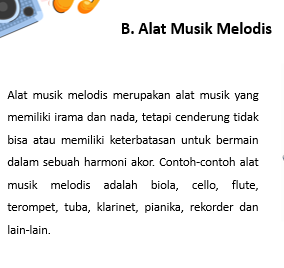 B. Alat Musik Melodis
Alat musik melodis merupakan alat musik yang
memiliki irama dan nada, tetapi cenderung tidak
bisa atau memiliki keterbatasan untuk bermain
dalam sebuah harmoni akor. Contoh-contoh alat
musik melodis adalah biola, cello, flute,
terompet, tuba, klarinet, pianika, rekorder dan
lain-lain.